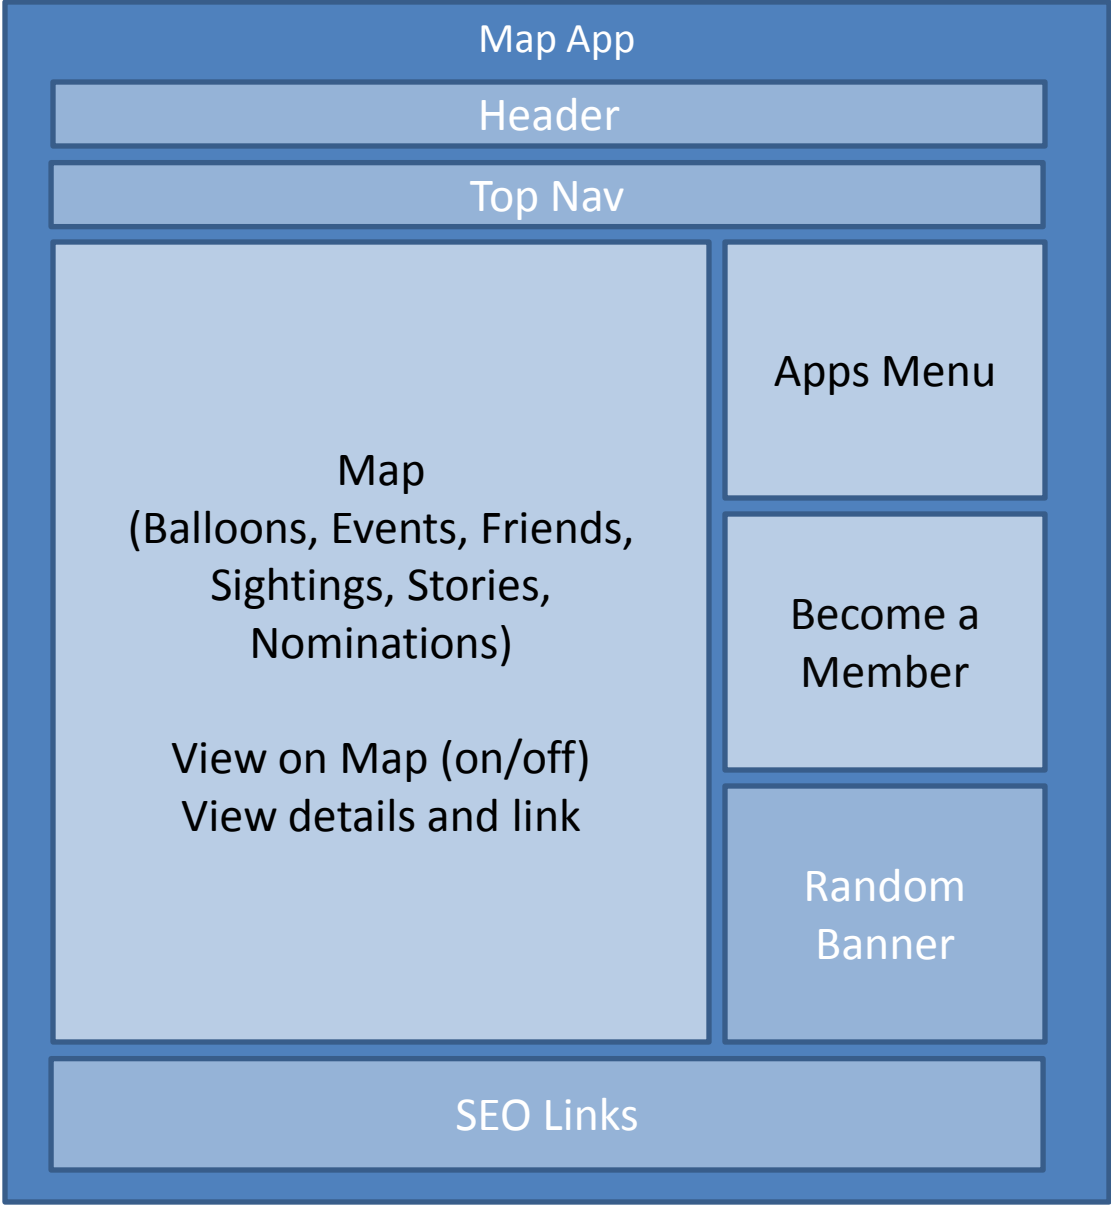 Map App
Header
Top Nav
Map
(Balloons, Events, Friends,
Sightings, Stories,
Nominations)
View on Map (on/off)
View details and link
Apps Menu
Become a
Member
Random
Banner
SEO Links